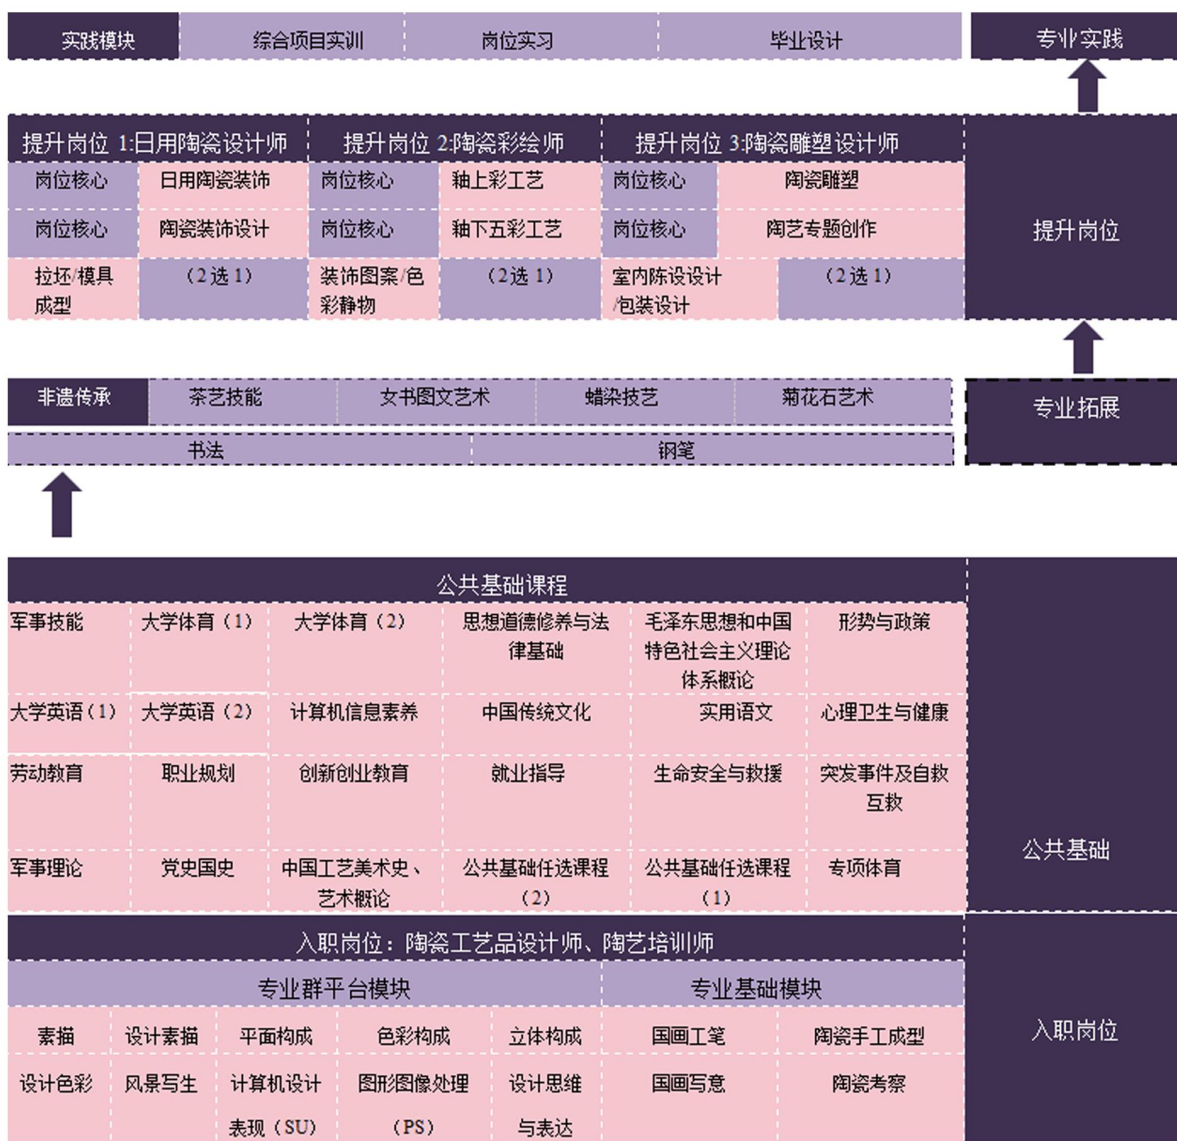 实践模块 综合项目实训 岗位实习 毕业设计 专业实践
提升岗位 1:日用陶瓷设计师 提升岗位 2:陶瓷彩绘师 提升岗位 3:陶瓷雕塑设计师
岗位核心 日用陶瓷装饰 岗位核心 釉上彩工艺 岗位核心 陶瓷雕塑
岗位核心 陶瓷装饰设计 岗位核心 釉下五彩工艺 岗位核心 陶艺专题创作 提升岗位
拉坯/模具 （2选1） 装饰图案/色 （2选1） 室内陈设设计 （2选1）
成型 彩静物 /包装设计
非遗传承 茶艺技能 女书图文艺术 蜡染技艺 菊花石艺术 专业拓展
书法 钢笔
公共基础课程
军事技能 大学体育（1） 大学体育（2） 思想道德修养与法 毛泽东思想和中国 形势与政策
律基础 特色社会主义理论
体系概论
大学英语（1） 大学英语（2） 计算机信息素养 中国传统文化 实用语文 心理卫生与健康
劳动教育 职业规划 创新创业教育 就业指导 生命安全与救援 突发事件及自救
互救
公共基础
军事理论 党史国史 中国工艺美术史、 公共基础任选课程 公共基础任选课程 专项体育
艺术概论 （2） （1）
入职岗位：陶瓷工艺品设计师、陶艺培训师
专业群平台模块 专业基础模块
素描 设计素描 平面构成 色彩构成 立体构成 国画工笔 陶瓷手工成型 入职岗位
设计色彩 风景写生 计算机设计 图形图像处理 设计思维 国画写意 陶瓷考察
表现（SU） （PS） 与表达